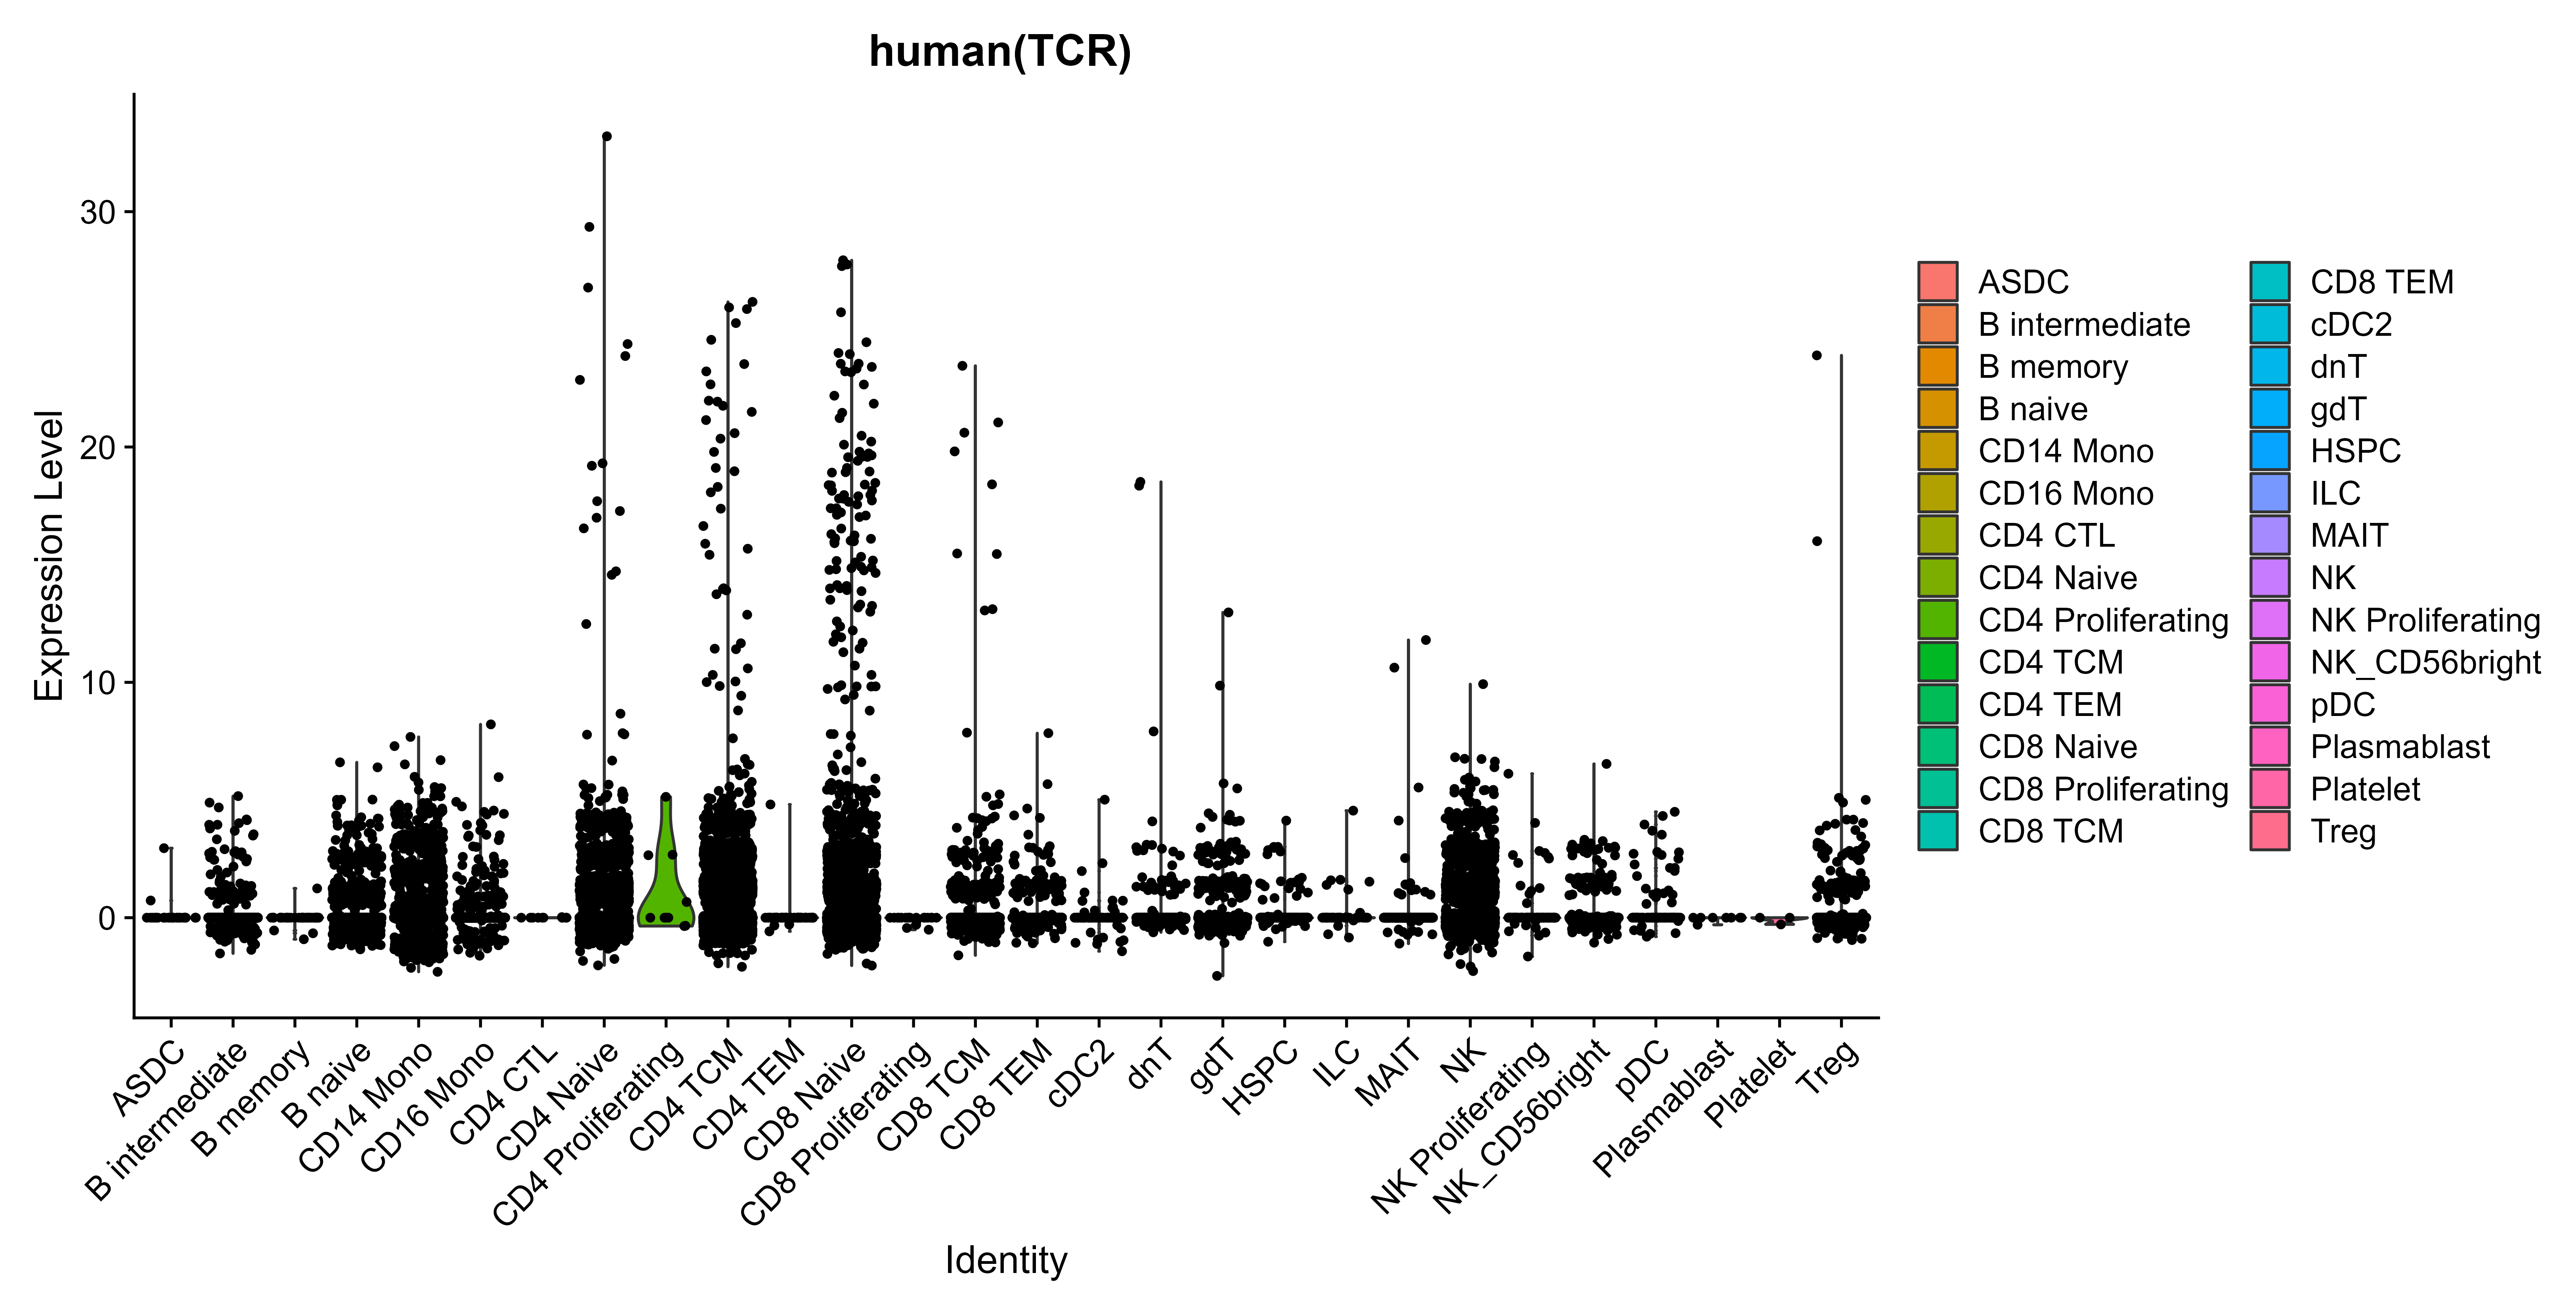 human(TCR)
Expression Level
30
20
10
0
ASDC
B intermediate
B memory
B naive
CD14 Mono
CD16 Mono
CD4 CTL
CD4 Naive
CD4 Proliferating
CD4 TCM
CD4 TEM
CD8 Naive
CD8 Proliferating
CD8 TCM
CD8 TEM
cDC2
dnT
gdT
HSPC
ILC
MAIT
NK
NK Proliferating
NK_CD56bright
pDC
Plasmablast
Platelet
Treg
Identity
ASDC
B intermediate
B memory
B naive
CD14 Mono
CD16 Mono
CD4 CTL
CD4 Naive
CD4 Proliferating
CD4 TCM
CD4 TEM
CD8 Naive
CD8 Proliferating
CD8 TCM
CD8 TEM
cDC2
dnT
gdT
HSPC
ILC
MAIT
NK
NK Proliferating
NK_CD56bright
pDC
Plasmablast
Platelet
Treg